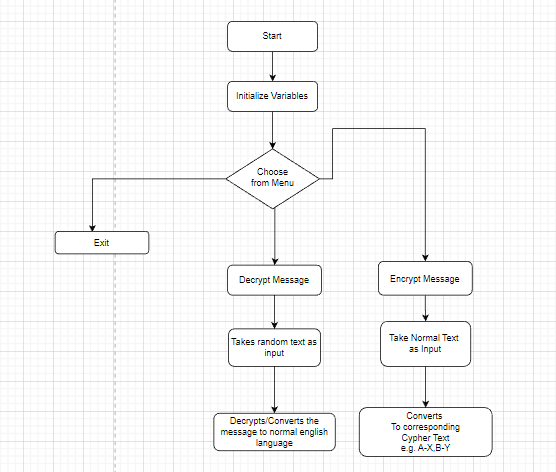 Start
Initialize Variables
Choose
from Menu
Exit
Decrypt Message
Encrypt Message
Takes random text as
input
Take Normal Text
as Input
Decrypts/Converts the
message to normal english
language
Converts
To corresponding
Cypher Text
e.g. A-X,B-Y